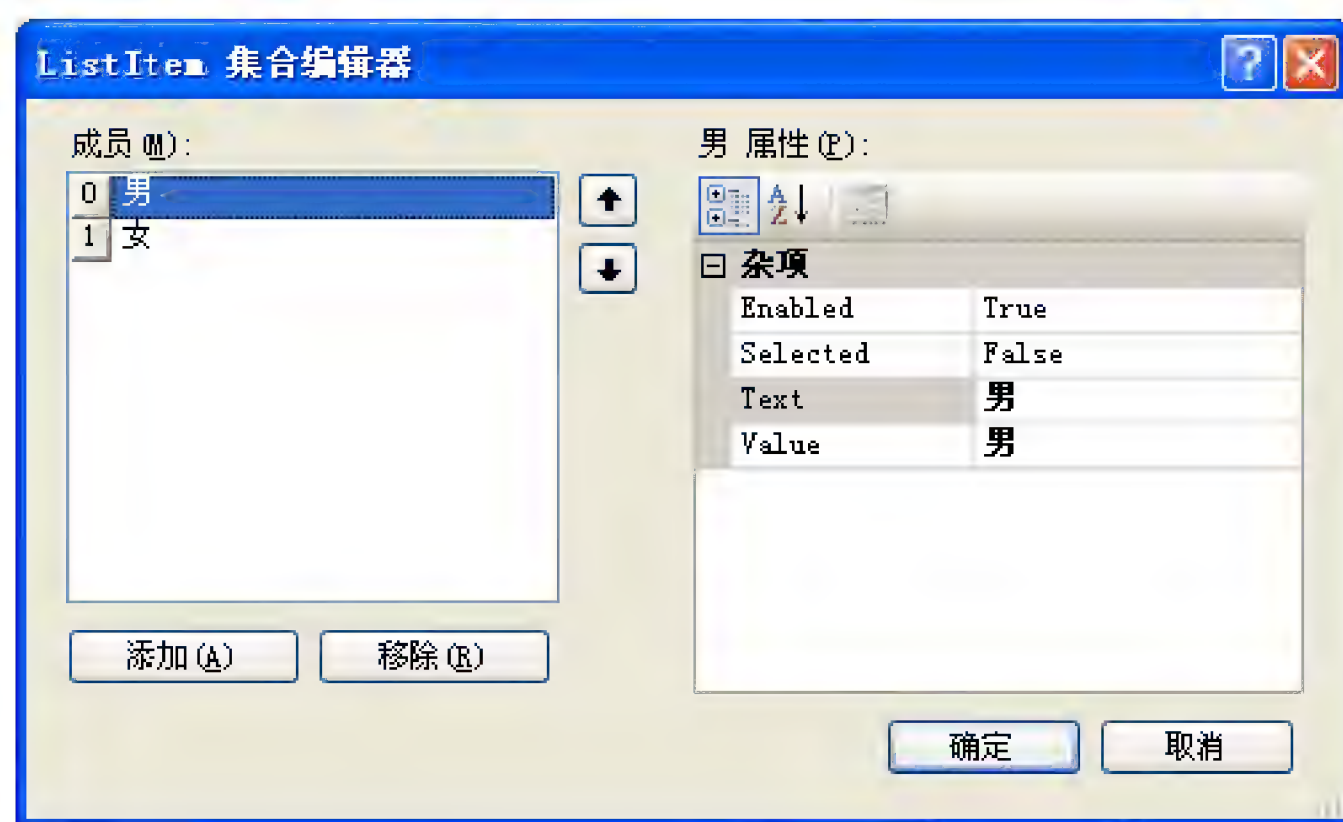 ListItem 集合编辑器
成员(M):
0 男
1 女
添加(A) 移除(R)
男 属性(P):
杂项
Enabled True
Selected False
Text 男
Value 男
确定 取消